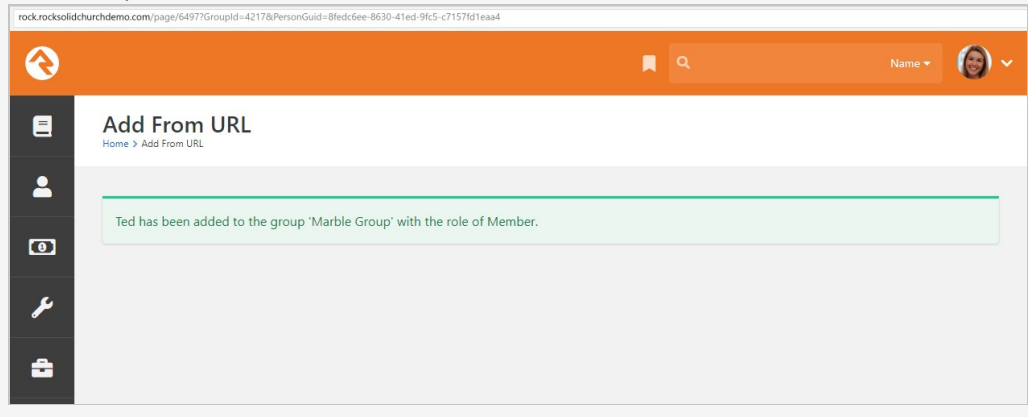 rock.rocksolidchurchdemo.com/page/6497?GroupId=4217&PersonGuid=8fedc6ee-8630-41ed-9fc5-c7157fd1eaa4
Name
Add From URL
Home > Add From URL
Ted has been added to the group 'Marble Group' with the role of Member.